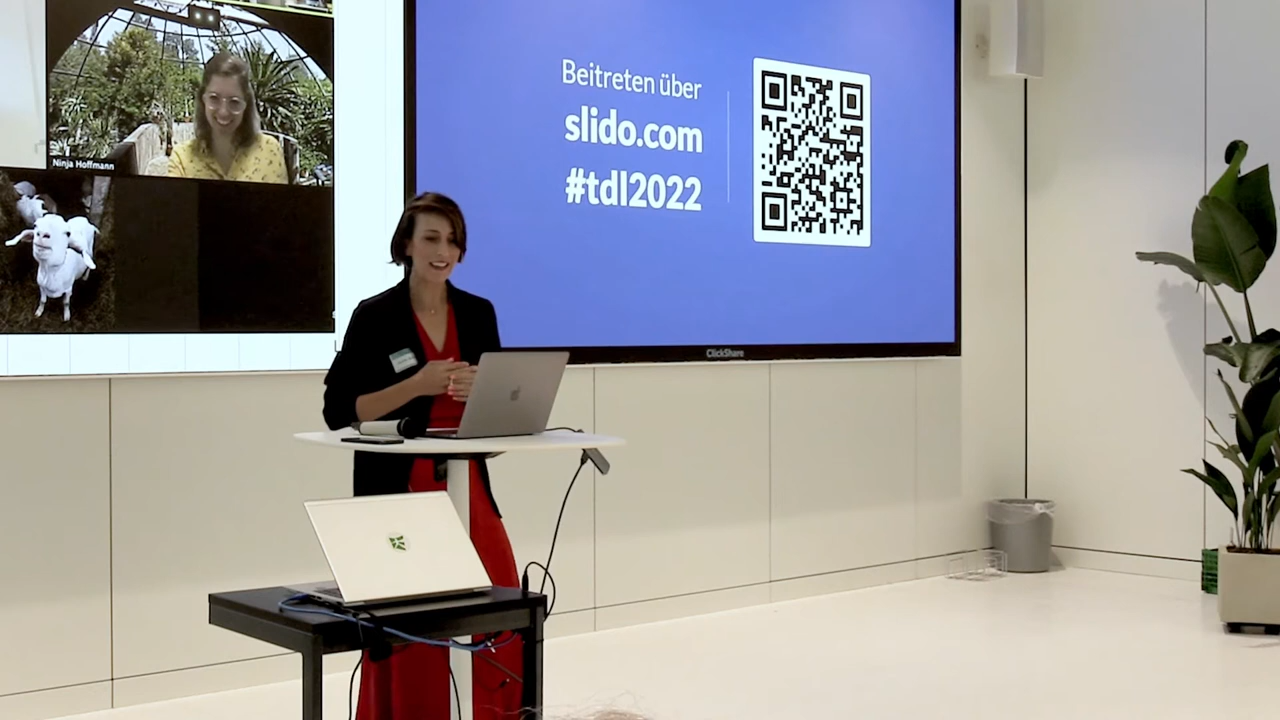 Ninja Hoffmann
Beitreten über
slido.com
#tdl2022
ClickShare